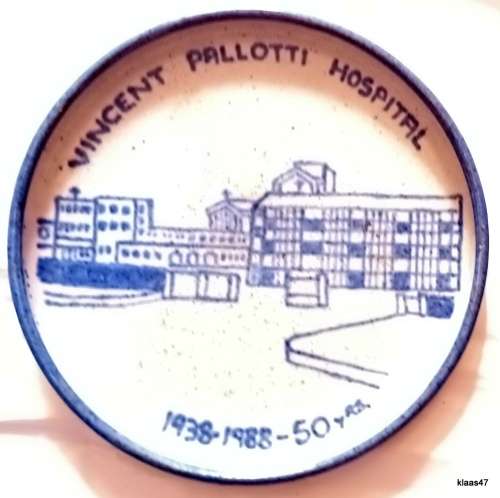 VINCENT PALLOTTI HOSPITAL
1938-1988-50 YRS.
klaas47